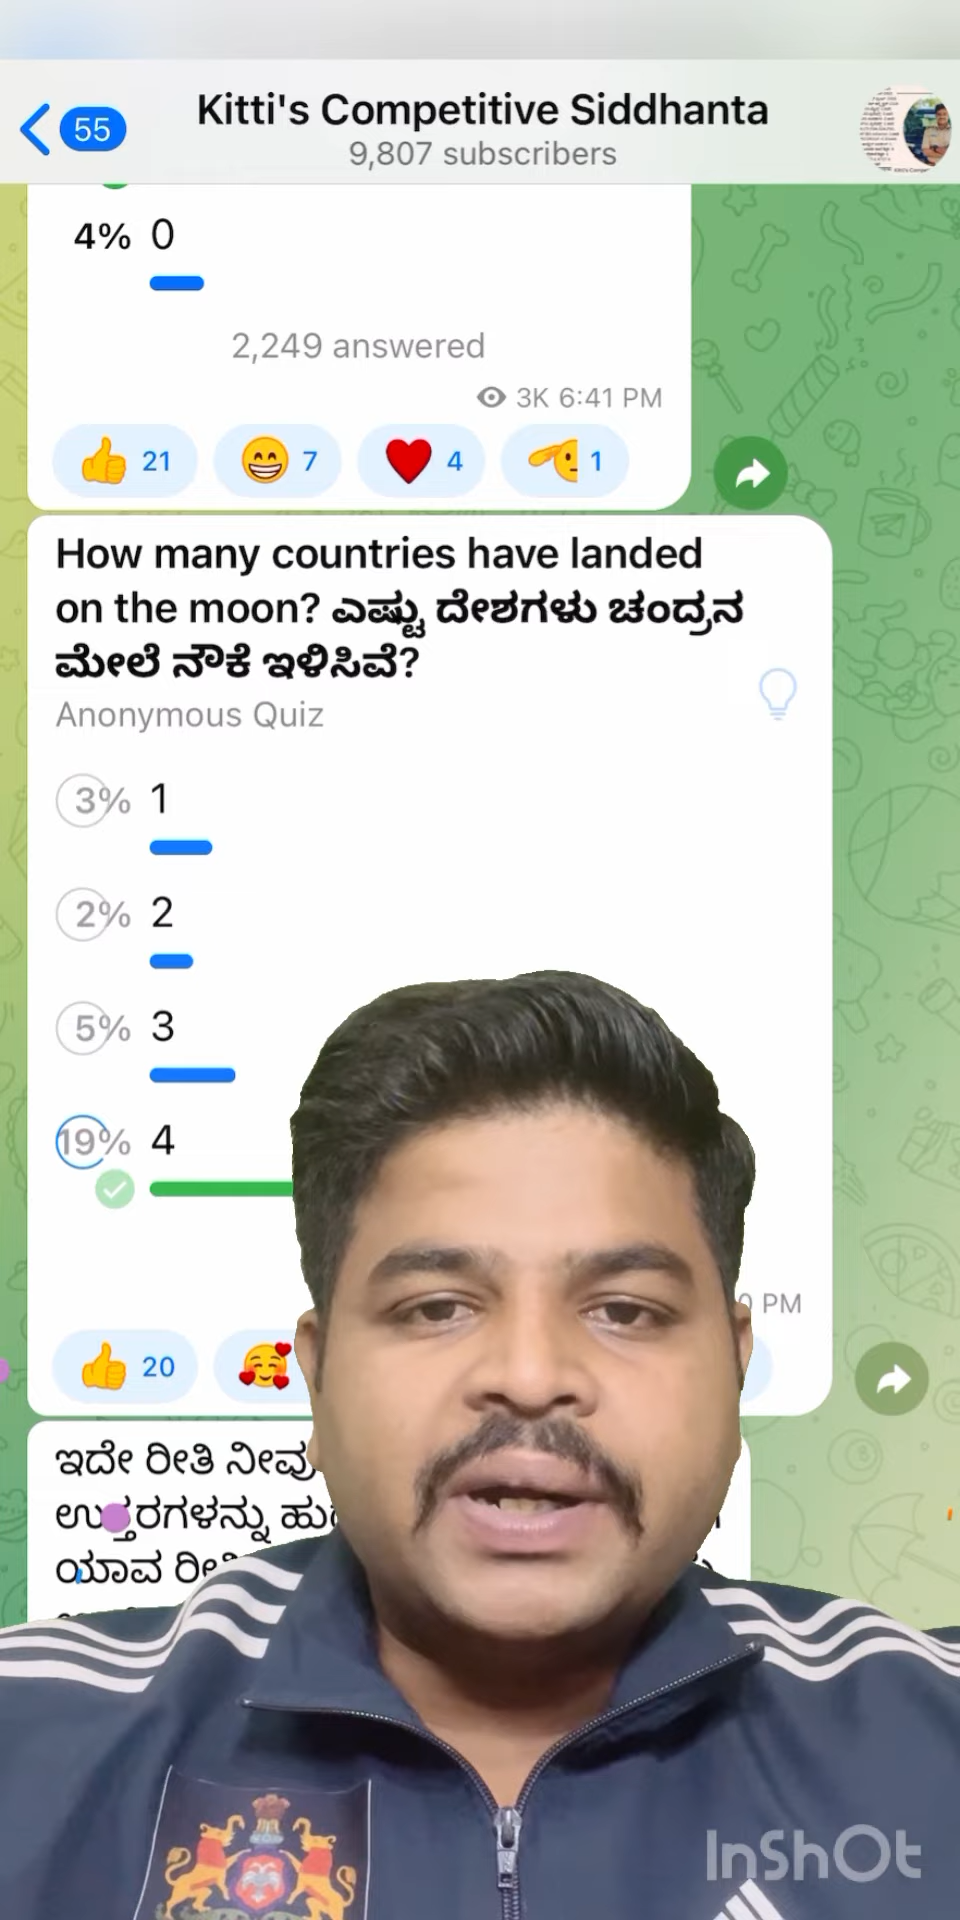 55
Kitti's Competitive Siddhanta
9,807 subscribers
4% 0
2,249 answered
3K 6:41 PM
21 7 4 1
How many countries have landed
on the moon? ಎಷ್ಟು ದೇಶಗಳು ಚಂದ್ರನ
ಮೇಲೆ ನೌಕೆ ಇಳಿಸಿವೆ?
Anonymous Quiz
3% 1
2% 2
5% 3
19% 4
PM
20
ಇದೇ ರೀತಿ ನೀವು
ಉತ್ತರಗಳನ್ನು
ಯಾವ
InShOt